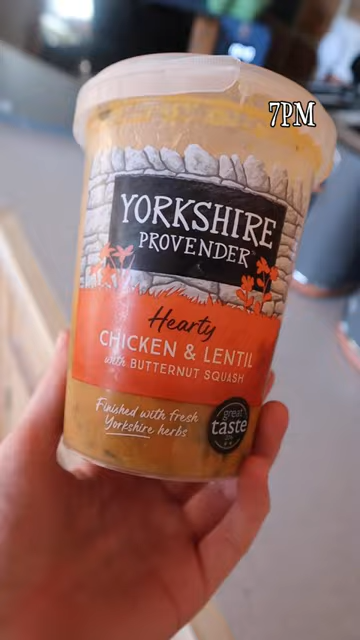 7PM
YORKSHIRE
PROVENDER
Hearty
CHICKEN & LENTIL
with BUTTERNUT SQUASH
Finished with fresh
Yorkshire herbs
great
taste